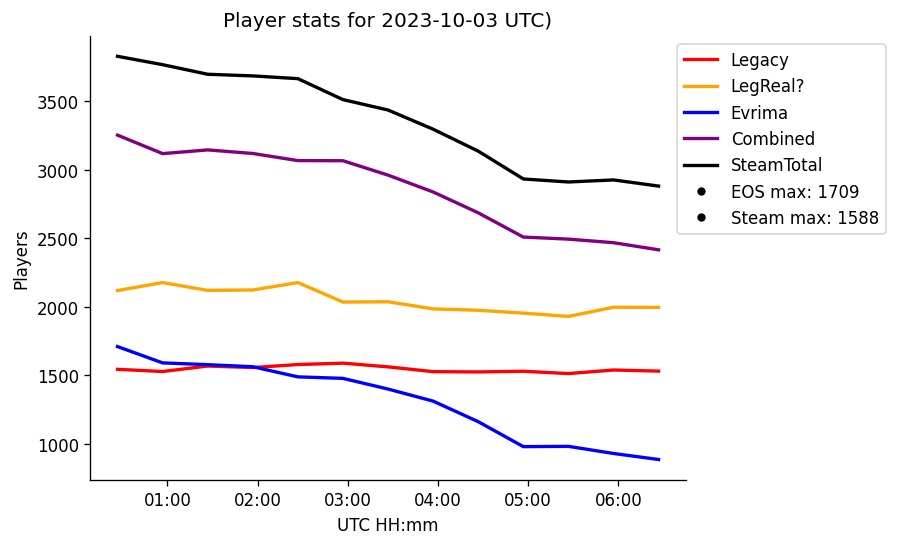 Player stats for 2023-10-03 UTC)
Legacy
LegReal?
Evrima
Combined
SteamTotal
EOS max: 1709
Steam max: 1588
Players
3500
3000
2500
2000
1500
1000
01:00 02:00 03:00 04:00 05:00 06:00
UTC HH:mm